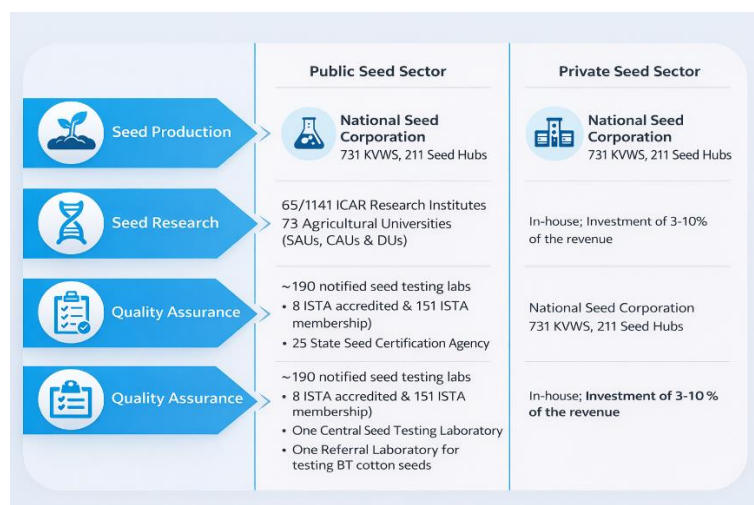 Public Seed Sector
Private Seed Sector
Seed Production
National Seed
Corporation
731 KVWS, 211 Seed Hubs
National Seed
Corporation
731 KVWS, 211 Seed Hubs
Seed Research
65/1141 ICAR Research Institutes
73 Agricultural Universities
(SAUs, CAUs & DUs)
In-house; Investment of 3-10%
of the revenue
Quality Assurance
~190 notified seed testing labs
• 8 ISTA accredited & 151 ISTA
membership)
• 25 State Seed Certification Agency
National Seed Corporation
731 KVWS, 211 Seed Hubs
Quality Assurance
~190 notified seed testing labs
• 8 ISTA accredited & 151 ISTA
membership)
• One Central Seed Testing Laboratory
• One Referral Laboratory for
testing BT cotton seeds
In-house; Investment of 3-10 %
of the revenue